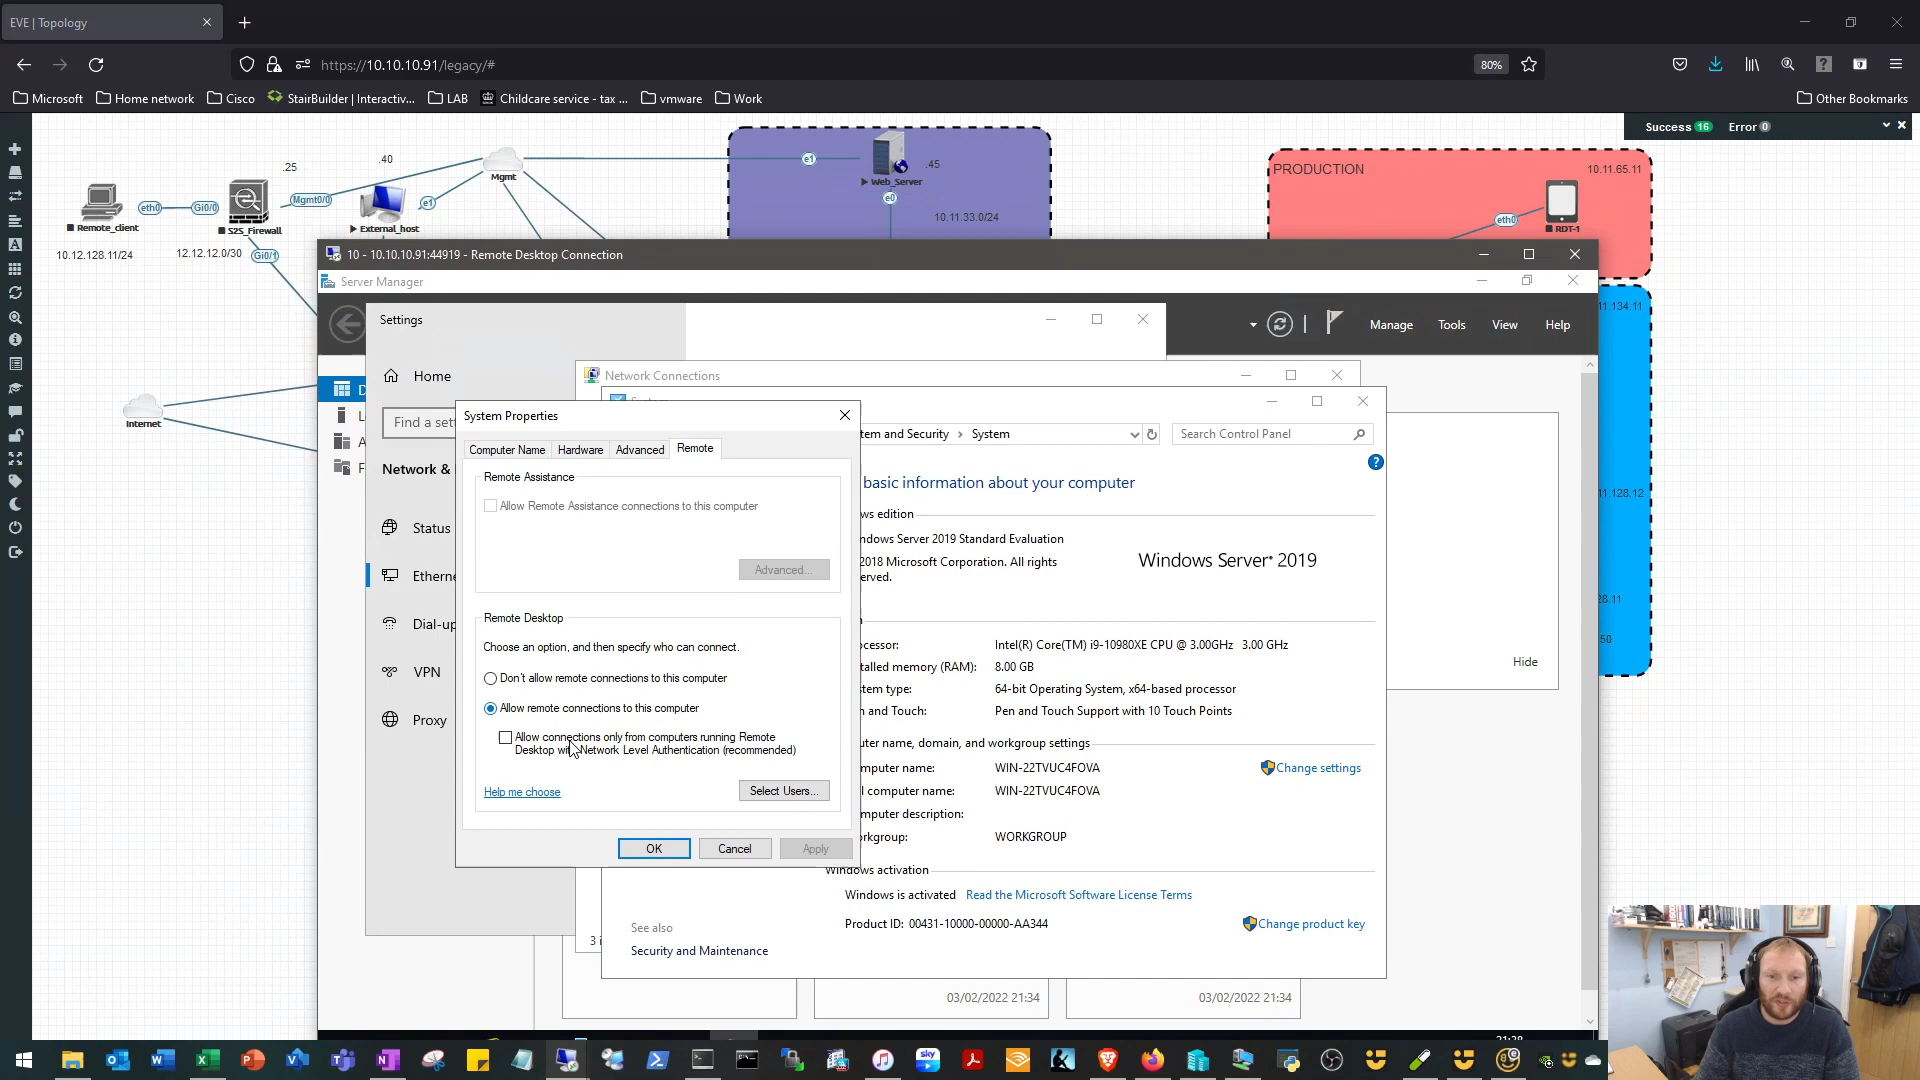 EVE | Topology
https://10.10.10.91/legacy/#
80%
Microsoft
Home network
Cisco
StairBuilder | Interactiv...
LAB
Childcare service - tax ...
vmware
Work
Other Bookmarks
Success 16 Error 0
.25
.40
Mgmt
e1
.45
Web_Server
e0
10.11.33.0/24
PRODUCTION
10.11.65.11
eth0
RDT-1
eth0
Gi0/0
Mgmt0/0
e1
Remote_client
S2S_Firewall
External_host
10.12.128.11/24
12.12.12.0/30
Gi0/1
Internet
10 - 10.10.10.91:44919 - Remote Desktop Connection
Server Manager
Manage
Tools
View
Help
Settings
Home
Find a sett
Network &
Status
Etherne
Dial-up
VPN
Proxy
Network Connections
System Properties
Computer Name
Hardware
Advanced
Remote
Remote Assistance
Allow Remote Assistance connections to this computer
Advanced...
Remote Desktop
Choose an option, and then specify who can connect.
Don't allow remote connections to this computer
Allow remote connections to this computer
Allow connections only from computers running Remote
Desktop with Network Level Authentication (recommended)
Help me choose
Select Users...
OK
Cancel
Apply
tem and Security › System
Search Control Panel
basic information about your computer
ws edition
ndows Server 2019 Standard Evaluation
2018 Microsoft Corporation. All rights
erved.
Windows Server® 2019
cessor:
Intel(R) Core(TM) i9-10980XE CPU @ 3.00GHz 3.00 GHz
talled memory (RAM):
8.00 GB
tem type:
64-bit Operating System, x64-based processor
n and Touch:
Pen and Touch Support with 10 Touch Points
uter name, domain, and workgroup settings
mputer name:
WIN-22TVUC4FOVA
Change settings
l computer name:
WIN-22TVUC4FOVA
mputer description:
orkgroup:
WORKGROUP
Windows activation
Windows is activated
Read the Microsoft Software License Terms
Product ID: 00431-10000-00000-AA344
Change product key
See also
Security and Maintenance
Hide
11.134.11
11.128.12
28.11
50
3 i
03/02/2022 21:34
03/02/2022 21:34
sky